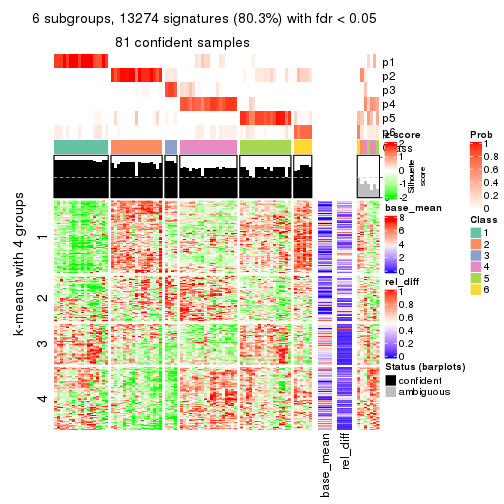 6 subgroups, 13274 signatures (80.3%) with fdr < 0.05
81 confident samples
p1
p2
p3
p4
p5
p6
Class
z-score
2
1
0
-1
-2
Silhouette
score
k-means with 4 groups
1
2
3
4
base_mean
8
6
4
2
0
rel_diff
1
0.8
0.6
0.4
0.2
0
Status (barplots)
confident
ambiguous
Prob
1
0.8
0.6
0.4
0.2
0
Class
1
2
3
4
5
6
base_mean
rel_diff